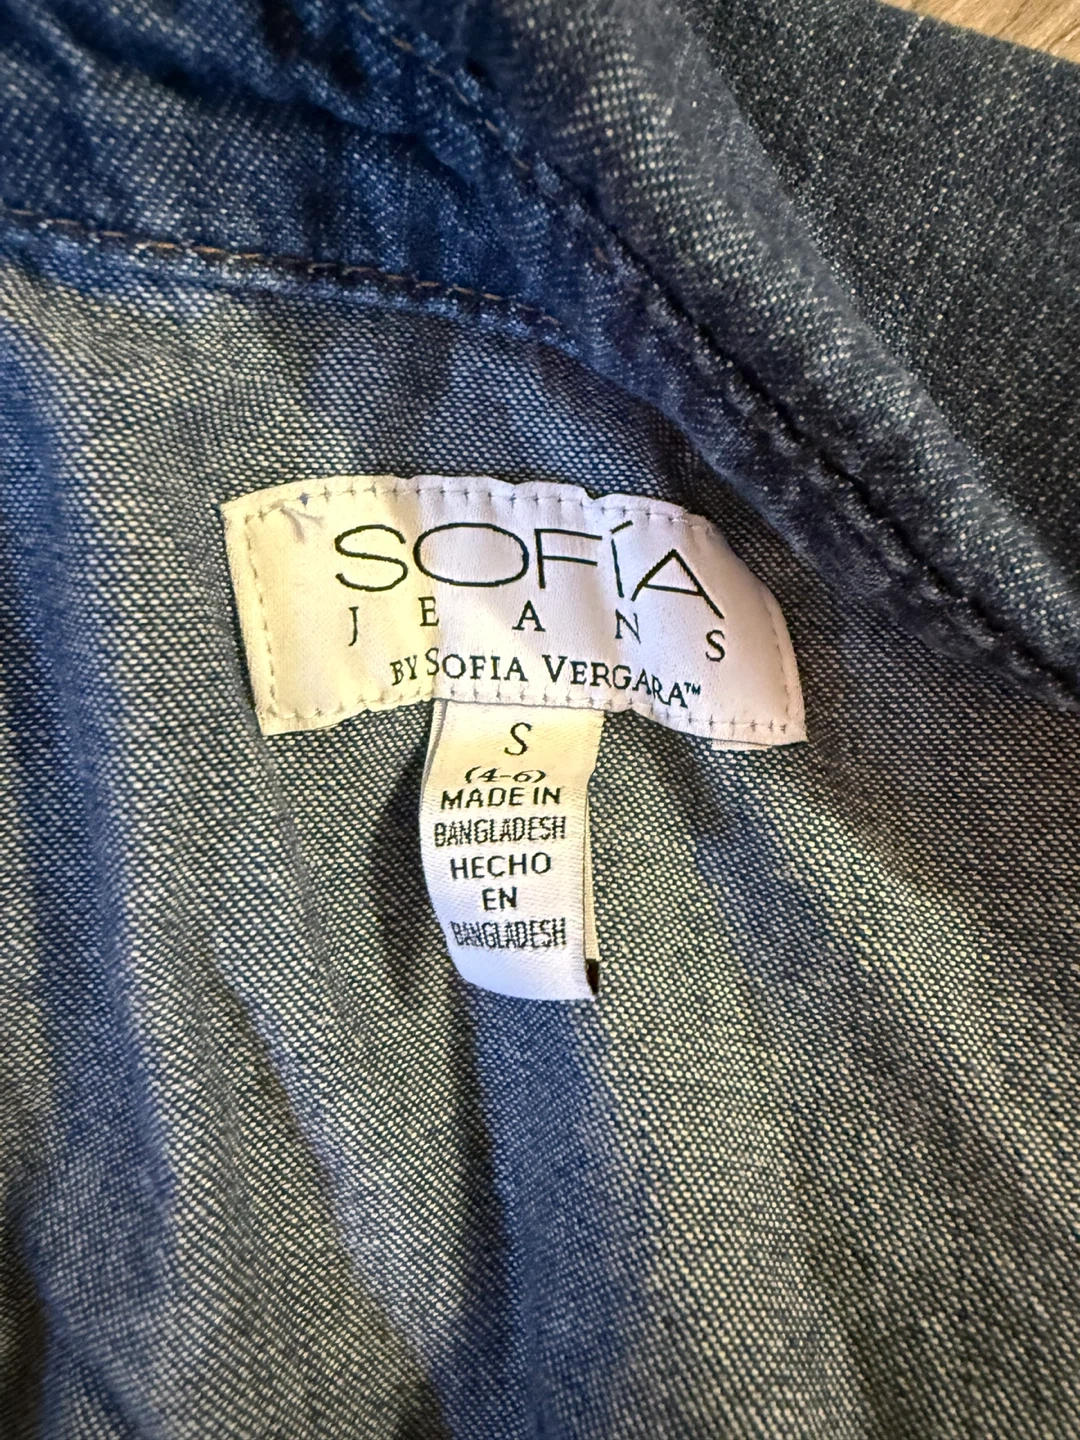 SOFíA
JEANS
BY SOFIA VERGARA™
S
(4-6)
MADE IN
BANGLADESH
HECHO
EN
BANGLADESH